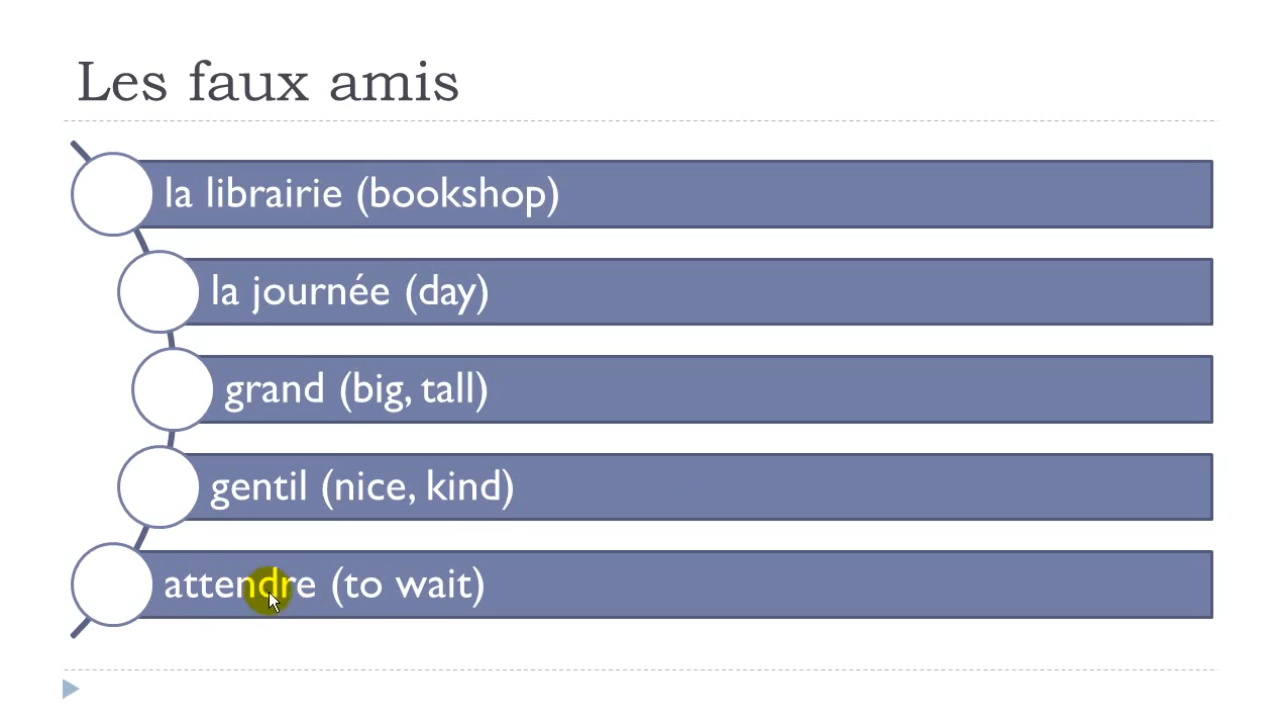 Les faux amis
la librairie (bookshop)
la journée (day)
grand (big, tall)
gentil (nice, kind)
attendre (to wait)